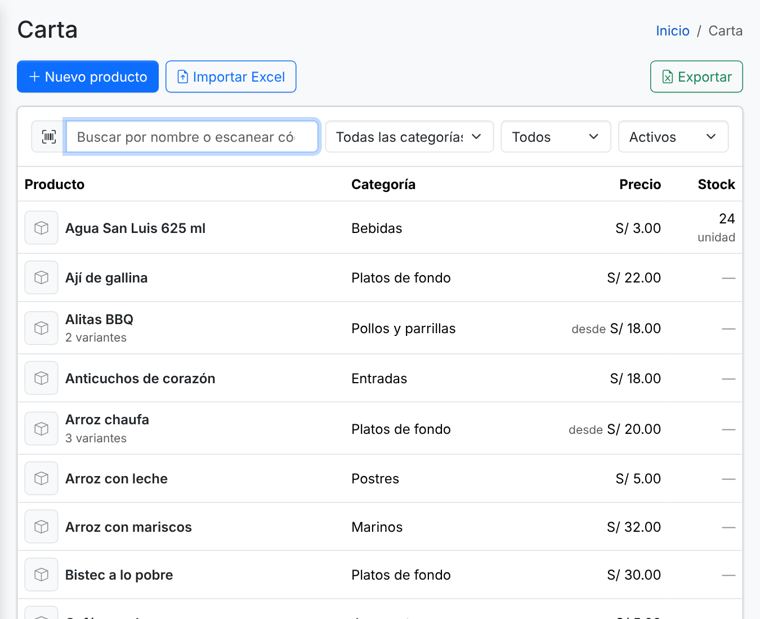 Carta
Inicio / Carta
+ Nuevo producto
Importar Excel
Exportar
Buscar por nombre o escanear có
Todas las categorías
Todos
Activos
Producto Categoría Precio Stock
Agua San Luis 625 ml Bebidas S/ 3.00 24
unidad
Ají de gallina Platos de fondo S/ 22.00 —
Alitas BBQ
2 variantes
Pollos y parrillas desde S/ 18.00 —
Anticuchos de corazón Entradas S/ 18.00 —
Arroz chaufa
3 variantes
Platos de fondo desde S/ 20.00 —
Arroz con leche Postres S/ 5.00 —
Arroz con mariscos Marinos S/ 32.00 —
Bistec a lo pobre Platos de fondo S/ 30.00 —